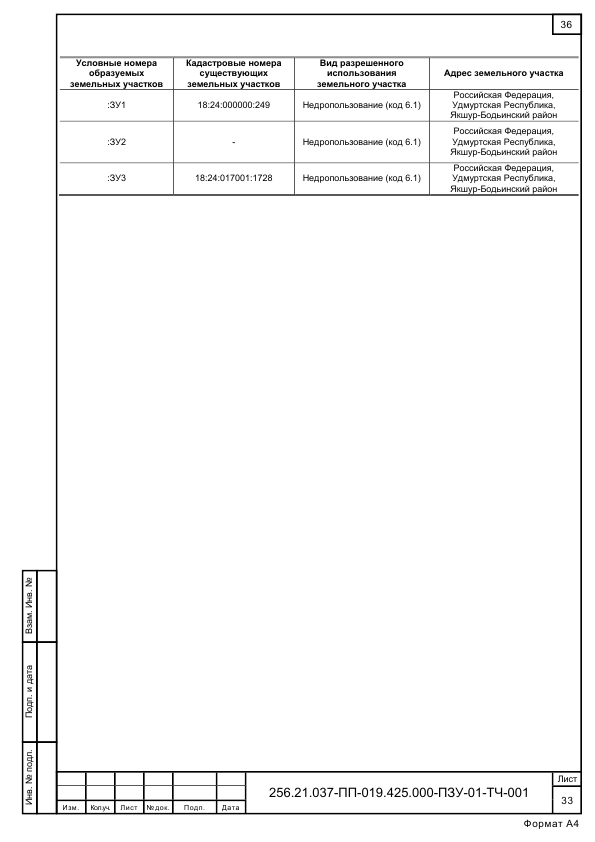 36
Условные номера образуемых земельных участков | Кадастровые номера существующих земельных участков | Вид разрешенного использования земельного участка | Адрес земельного участка
:ЗУ1 | 18:24:000000:249 | Недропользование (код 6.1) | Российская Федерация, Удмуртская Республика, Якшур-Бодьинский район
:ЗУ2 | - | Недропользование (код 6.1) | Российская Федерация, Удмуртская Республика, Якшур-Бодьинский район
:ЗУ3 | 18:24:017001:1728 | Недропользование (код 6.1) | Российская Федерация, Удмуртская Республика, Якшур-Бодьинский район
Взам. Инв. №
Подп. и дата
Инв. № подл.
Изм. Кол.уч. Лист №док. Подп. Дата
256.21.037-ПП-019.425.000-ПЗУ-01-ТЧ-001
Лист
33
Формат А4